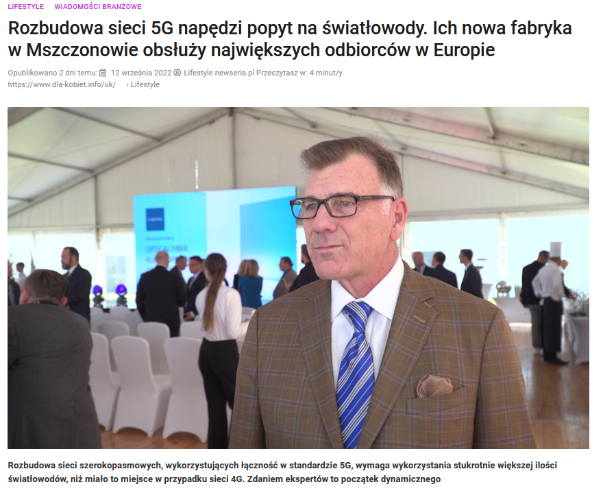 LIFESTYLE WIADOMOŚCI BRANŻOWE
Rozbudowa sieci 5G napędzi popyt na światłowody. Ich nowa fabryka
w Mszczonowie obsłuży największych odbiorców w Europie
Opublikowano 2 dni temu: 12 września 2022 Lifestyle.newseria.pl Przeczytasz w: 4 minut/y
https://www.dla-kobiet.info/uk/ › Lifestyle
OPTICAL FIBER
Rozbudowa sieci szerokopasmowych, wykorzystujących łączność w standardzie 5G, wymaga wykorzystania stukrotnie większej ilości
światłowodów, niż miało to miejsce w przypadku sieci 4G. Zdaniem ekspertów to początek dynamicznego